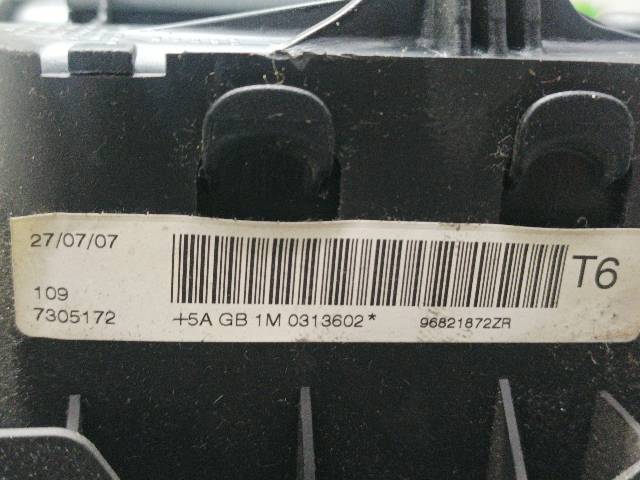 27/07/07
T6
109
7305172
+5A GB 1M 0313602*
96821872ZR